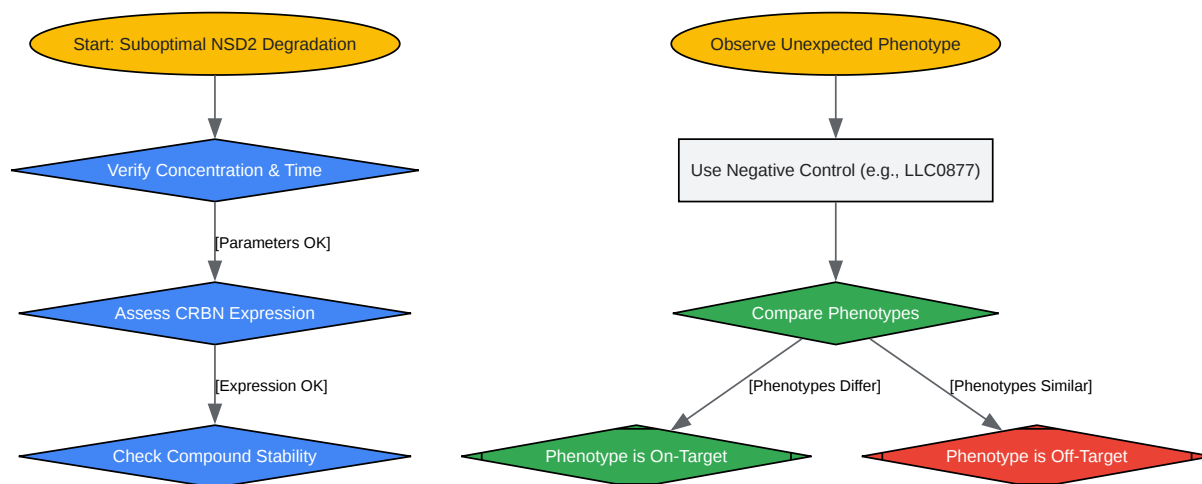 Start: Suboptimal NSD2 Degradation
Verify Concentration & Time
[Parameters OK]
Assess CRBN Expression
[Expression OK]
Check Compound Stability
Observe Unexpected Phenotype
Use Negative Control (e.g., LLC0877)
Compare Phenotypes
[Phenotypes Differ]
[Phenotypes Similar]
Phenotype is On-Target
Phenotype is Off-Target